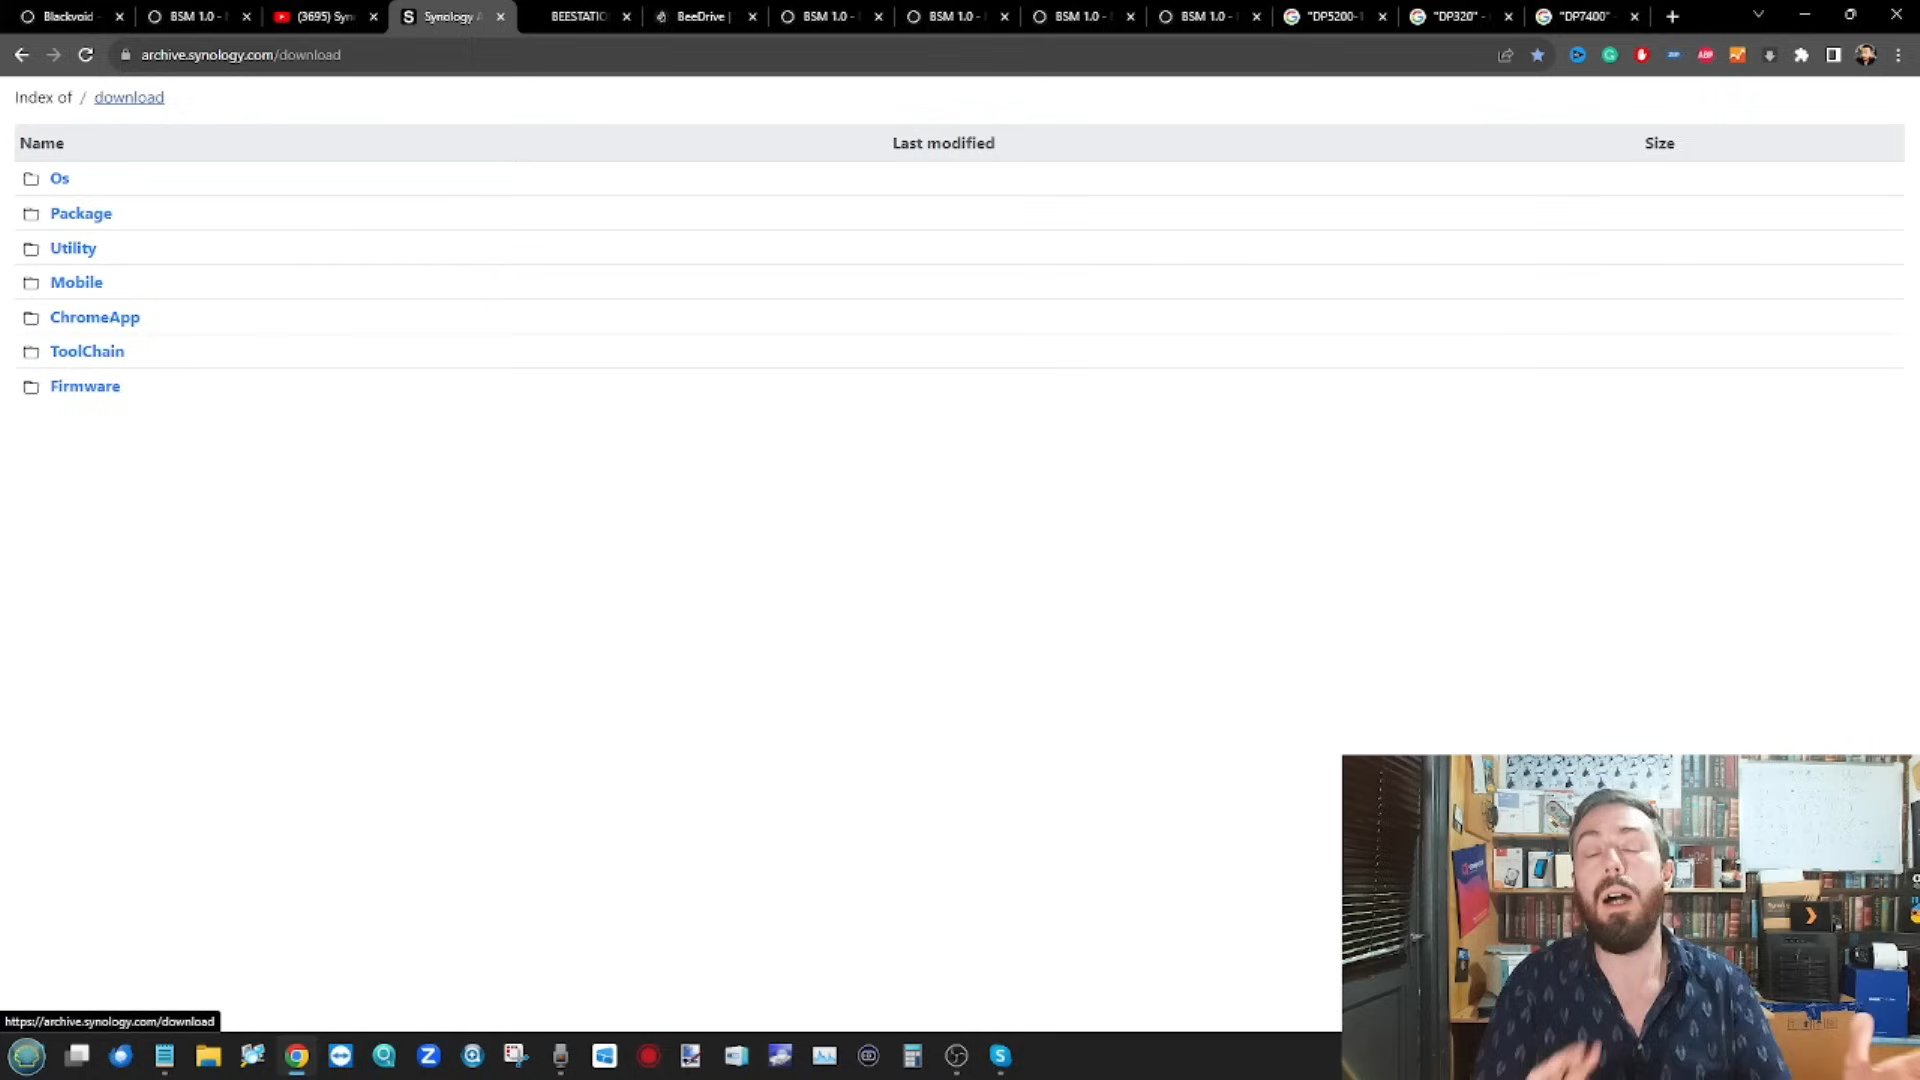 Blackvoid
BSM 1.0 -
(3695) Syn
Synology A
BEESTATIO
BeeDrive |
BSM 1.0 -
BSM 1.0 -
BSM 1.0 -
BSM 1.0 -
"DP5200-1
"DP320" -
"DP7400"
archive.synology.com/download
Index of / download
Name Last modified Size
Os
Package
Utility
Mobile
ChromeApp
ToolChain
Firmware
https://archive.synology.com/download